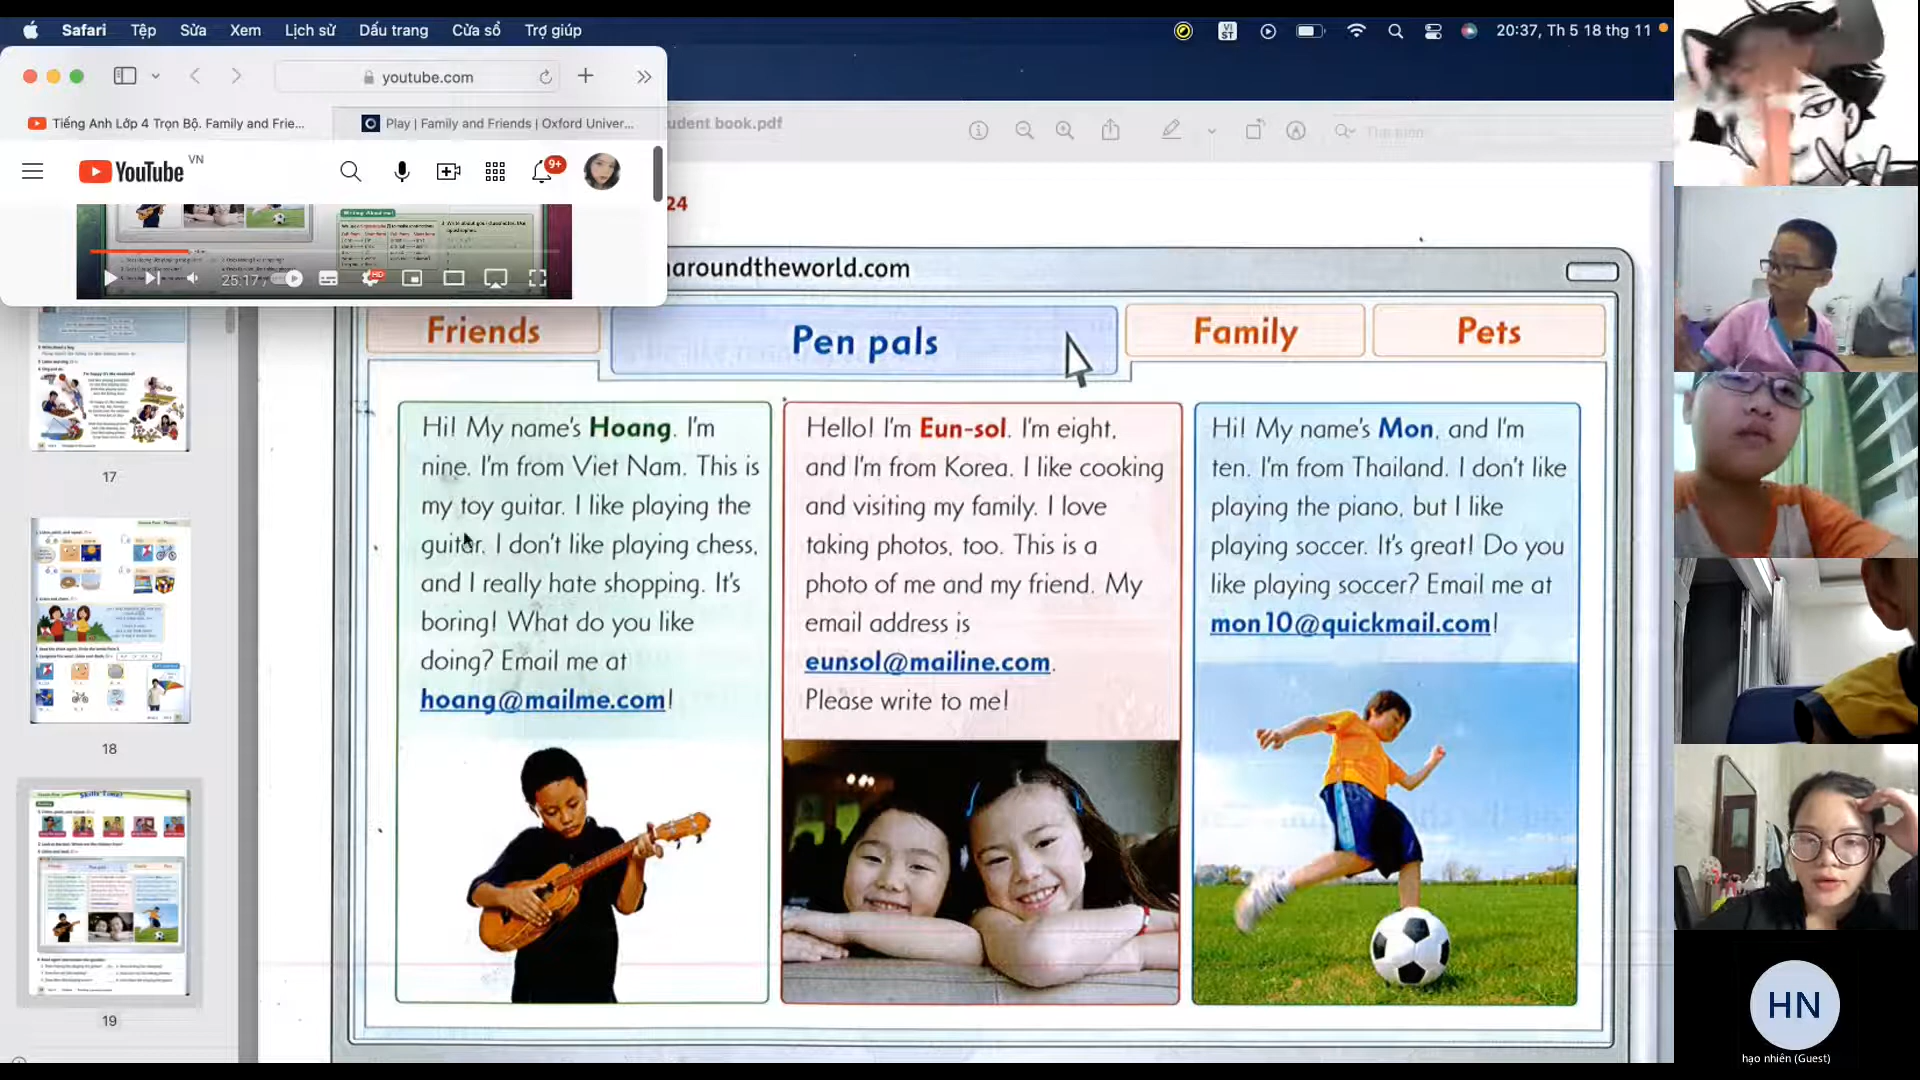 Safari Tệp Sửa Xem Lịch sử Dấu trang Cửa sổ Trợ giúp
VI
ST
20:37, Th 5 18 thg 11
youtube.com
Tiếng Anh Lớp 4 Trọn Bộ. Family and Frie...
Play | Family and Friends | Oxford Univer...
YouTube VN
9+
25:17 /
HD
udent book.pdf
Tìm kiếm
24
aroundtheworld.com
Friends
Pen pals
Family
Pets
Hi! My name's Hoang. I'm
nine. I'm from Viet Nam. This is
my toy guitar. I like playing the
guitar. I don't like playing chess,
and I really hate shopping. It's
boring! What do you like
doing? Email me at
hoang@mailme.com!
Hello! I'm Eun-sol. I'm eight,
and I'm from Korea. I like cooking
and visiting my family. I love
taking photos, too. This is a
photo of me and my friend. My
email address is
eunsol@mailine.com.
Please write to me!
Hi! My name's Mon, and I'm
ten. I'm from Thailand. I don't like
playing the piano, but I like
playing soccer. It's great! Do you
like playing soccer? Email me at
mon10@quickmail.com!
17
18
Skills Time!
19
HN
hạo nhiên (Guest)